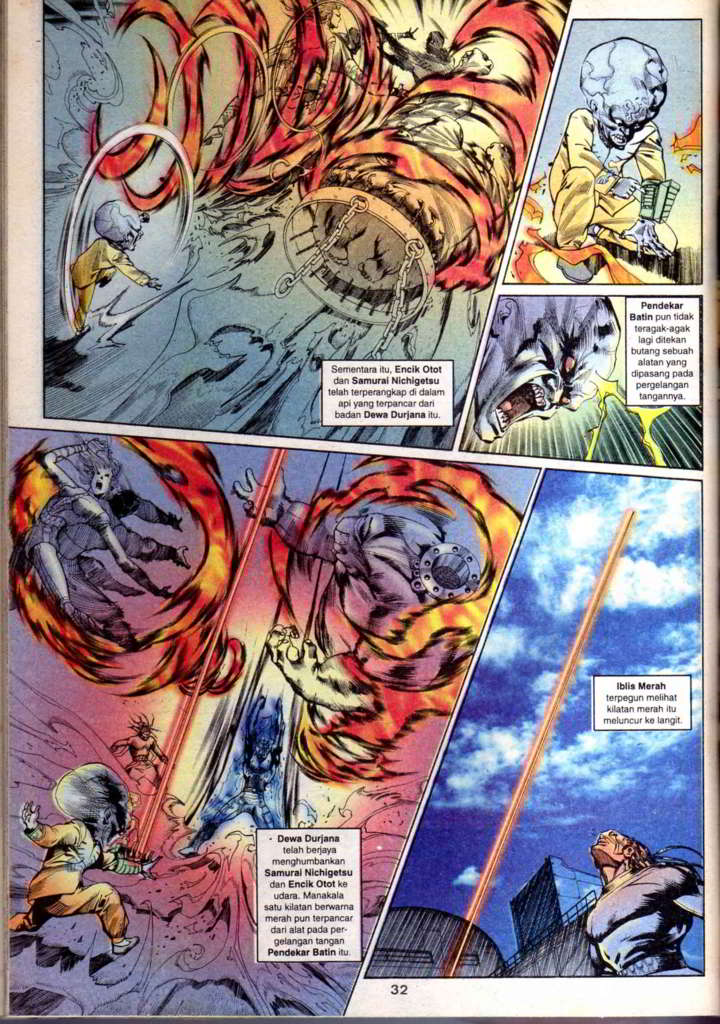 Sementara itu, Encik Otot
dan Samurai Nichigetsu
telah terperangkap di dalam
api yang terpancar dari
badan Dewa Durjana itu.
Pendekar
Batin pun tidak
teragak-agak
lagi ditekan
butang sebuah
alatan yang
dipasang pada
pergelangan
tangannya.
Dewa Durjana
telah berjaya
menghumbankan
Samurai Nichigetsu
dan Encik Otot ke
udara. Manakala
satu kilatan berwarna
merah pun terpancar
dari alat pada per-
gelangan tangan
Pendekar Batin itu.
Iblis Merah
terpegun melihat
kilatan merah itu
meluncur ke langit.
32